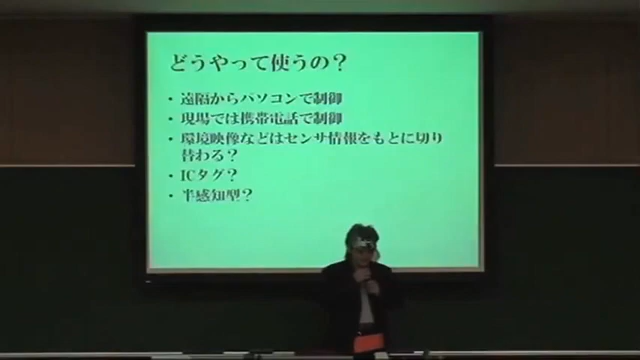 どうやって使うの？
・遠隔からパソコンで制御
・現場では携帯電話で制御
・環境映像などはセンサ情報をもとに切り
替わる？
・ICタグ？
・半感知型？